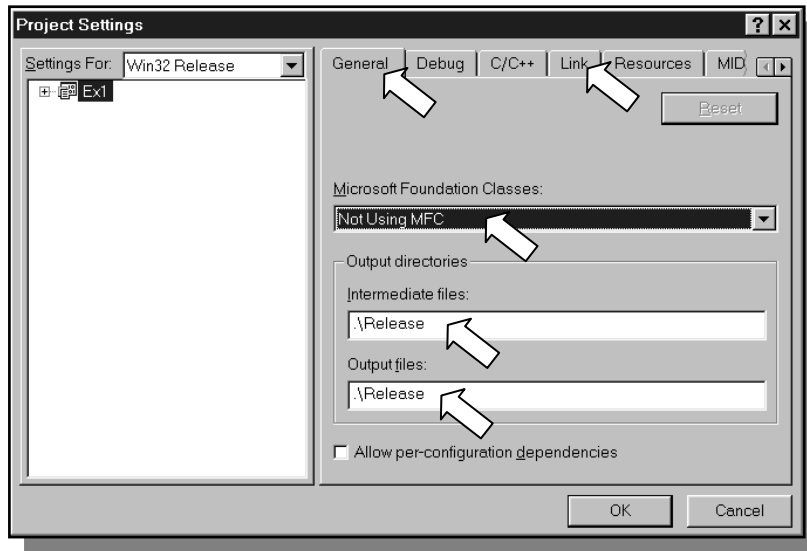 Project Settings
Settings For: Win32 Release
Ex1
General Debug C/C++ Link Resources
Reset
Microsoft Foundation Classes:
Not Using MFC
Output directories
Intermediate files:
.\Release
Output files:
.\Release
Allow per-configuration dependencies
OK Cancel